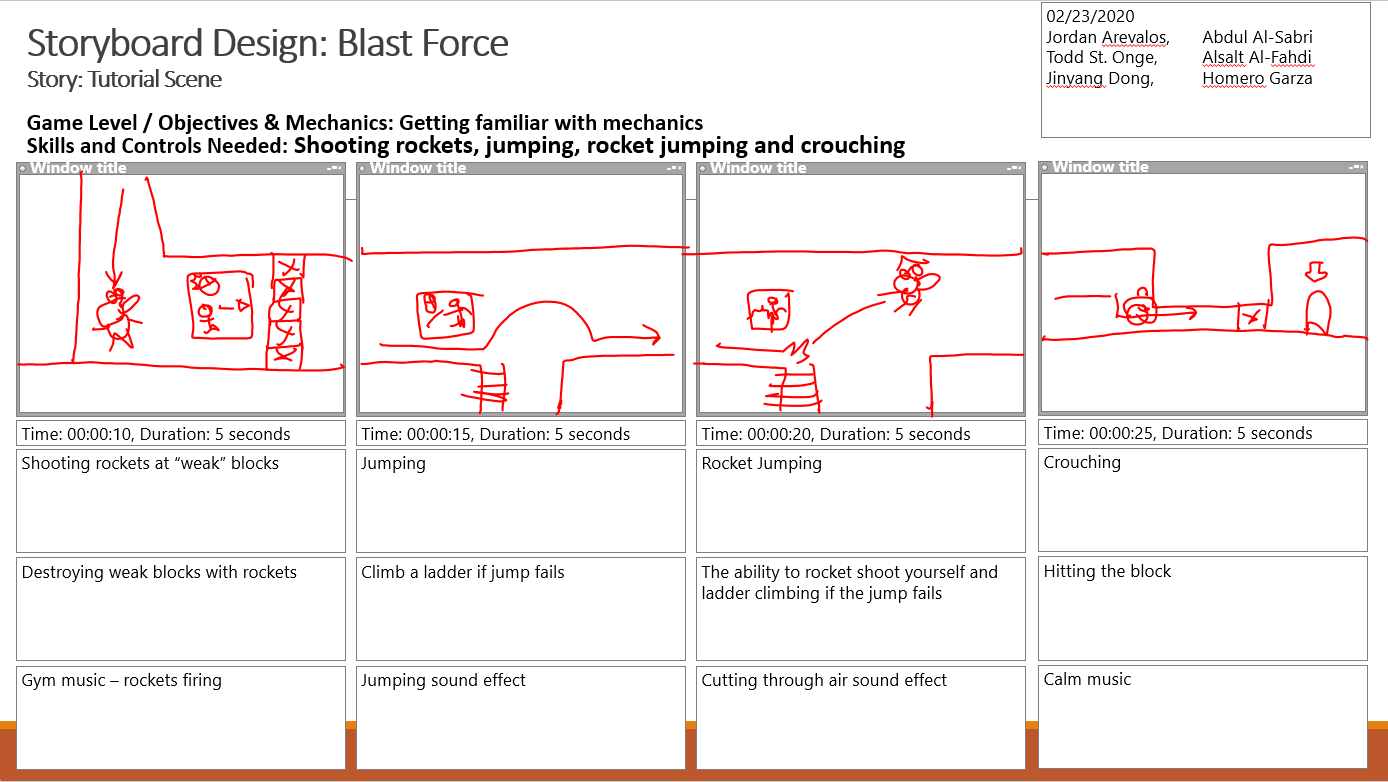 Storyboard Design: Blast Force
Story: Tutorial Scene
02/23/2020
Jordan Arevalos, Abdul Al-Sabri
Todd St. Onge, Alsalt Al-Fahdi
Jinyang Dong, Homero Garza
Game Level / Objectives & Mechanics: Getting familiar with mechanics
Skills and Controls Needed: Shooting rockets, jumping, rocket jumping and crouching
Window title
Window title
Window title
Window title
Time: 00:00:10, Duration: 5 seconds
Time: 00:00:15, Duration: 5 seconds
Time: 00:00:20, Duration: 5 seconds
Time: 00:00:25, Duration: 5 seconds
Shooting rockets at “weak” blocks
Jumping
Rocket Jumping
Crouching
Destroying weak blocks with rockets
Climb a ladder if jump fails
The ability to rocket shoot yourself and
ladder climbing if the jump fails
Hitting the block
Gym music – rockets firing
Jumping sound effect
Cutting through air sound effect
Calm music